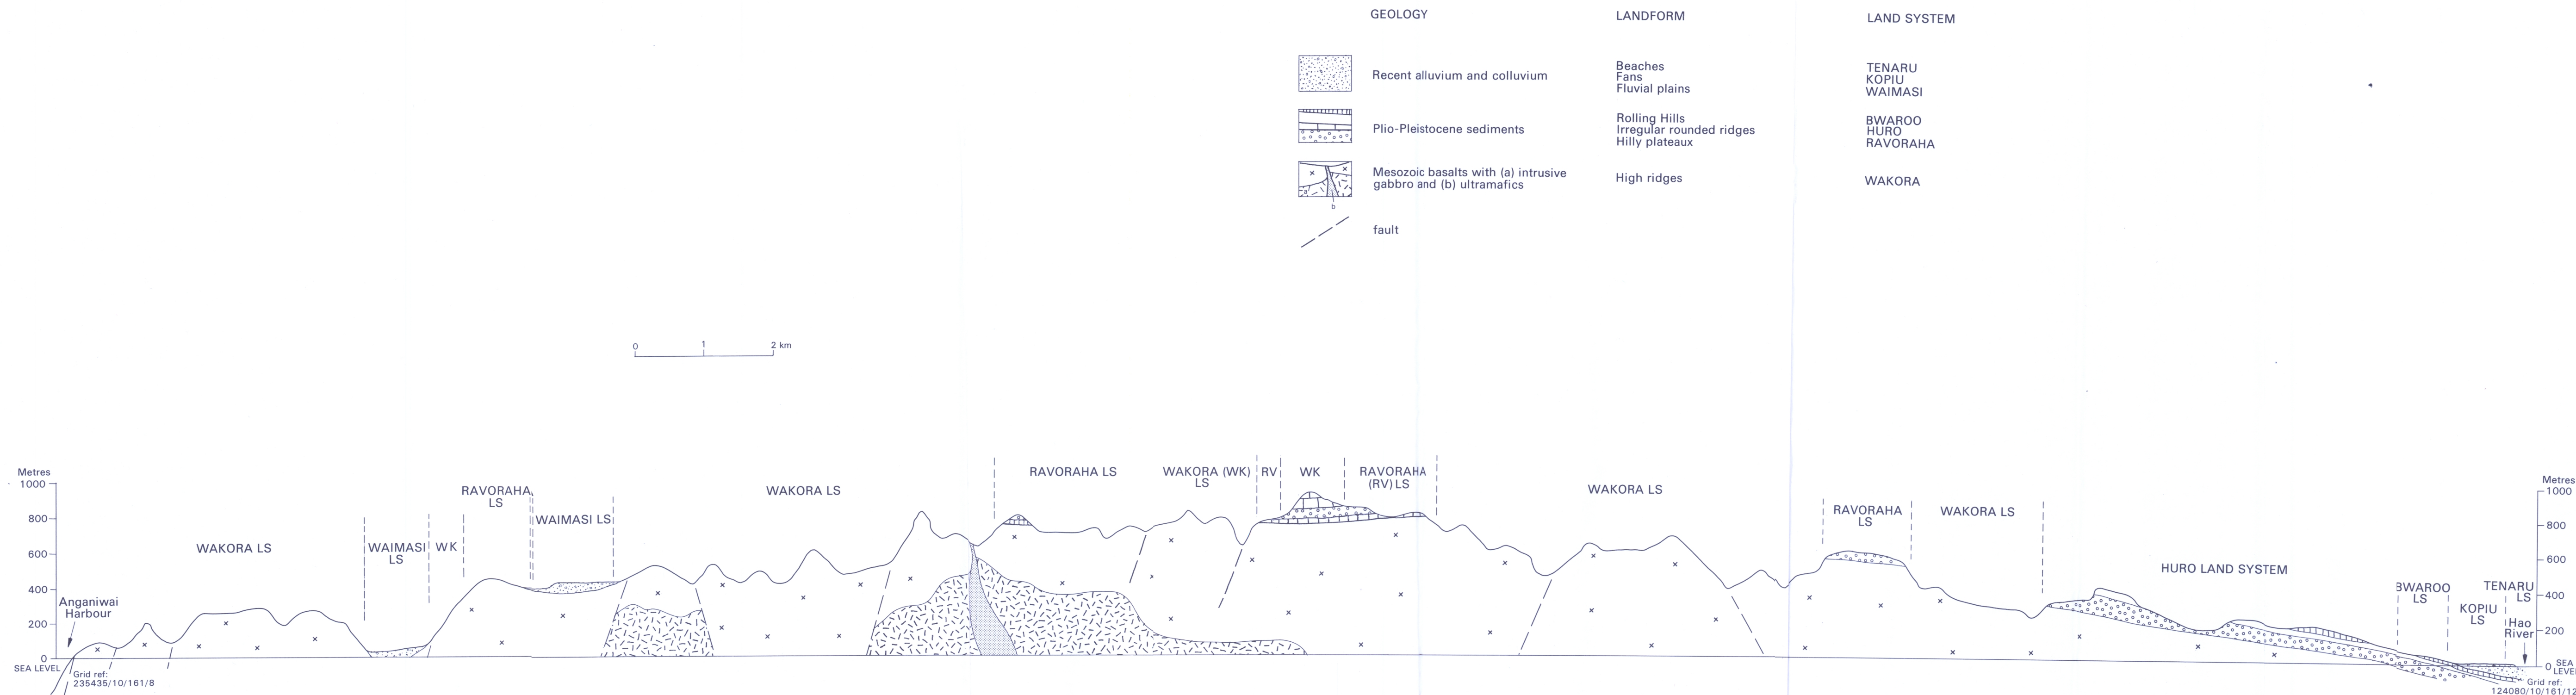 GEOLOGY
LANDFORM
LAND SYSTEM
Recent alluvium and colluvium
Beaches
Fans
Fluvial plains
TENARU
KOPIU
WAIMASI
Plio-Pleistocene sediments
Rolling Hills
Irregular rounded ridges
Hilly plateaux
BWAROO
HURO
RAVORAHA
a
b
Mesozoic basalts with (a) intrusive
gabbro and (b) ultramafics
High ridges
WAKORA
fault
0 1 2 km
Metres
1000
800
600
400
200
0
SEA LEVEL
Anganiwai
Harbour
Grid ref:
235435/10/161/8
WAKORA LS
WAIMASI
LS
WK
RAVORAHA
LS
WAIMASI LS
WAKORA LS
RAVORAHA LS
WAKORA (WK)
LS
RV
WK
RAVORAHA
(RV) LS
WAKORA LS
RAVORAHA
LS
WAKORA LS
HURO LAND SYSTEM
BWAROO
LS
KOPIU
LS
TENARU
LS
Hao
River
Metres
1000
800
600
400
200
0 SEA
LEVEL
Grid ref:
124080/10/161/12